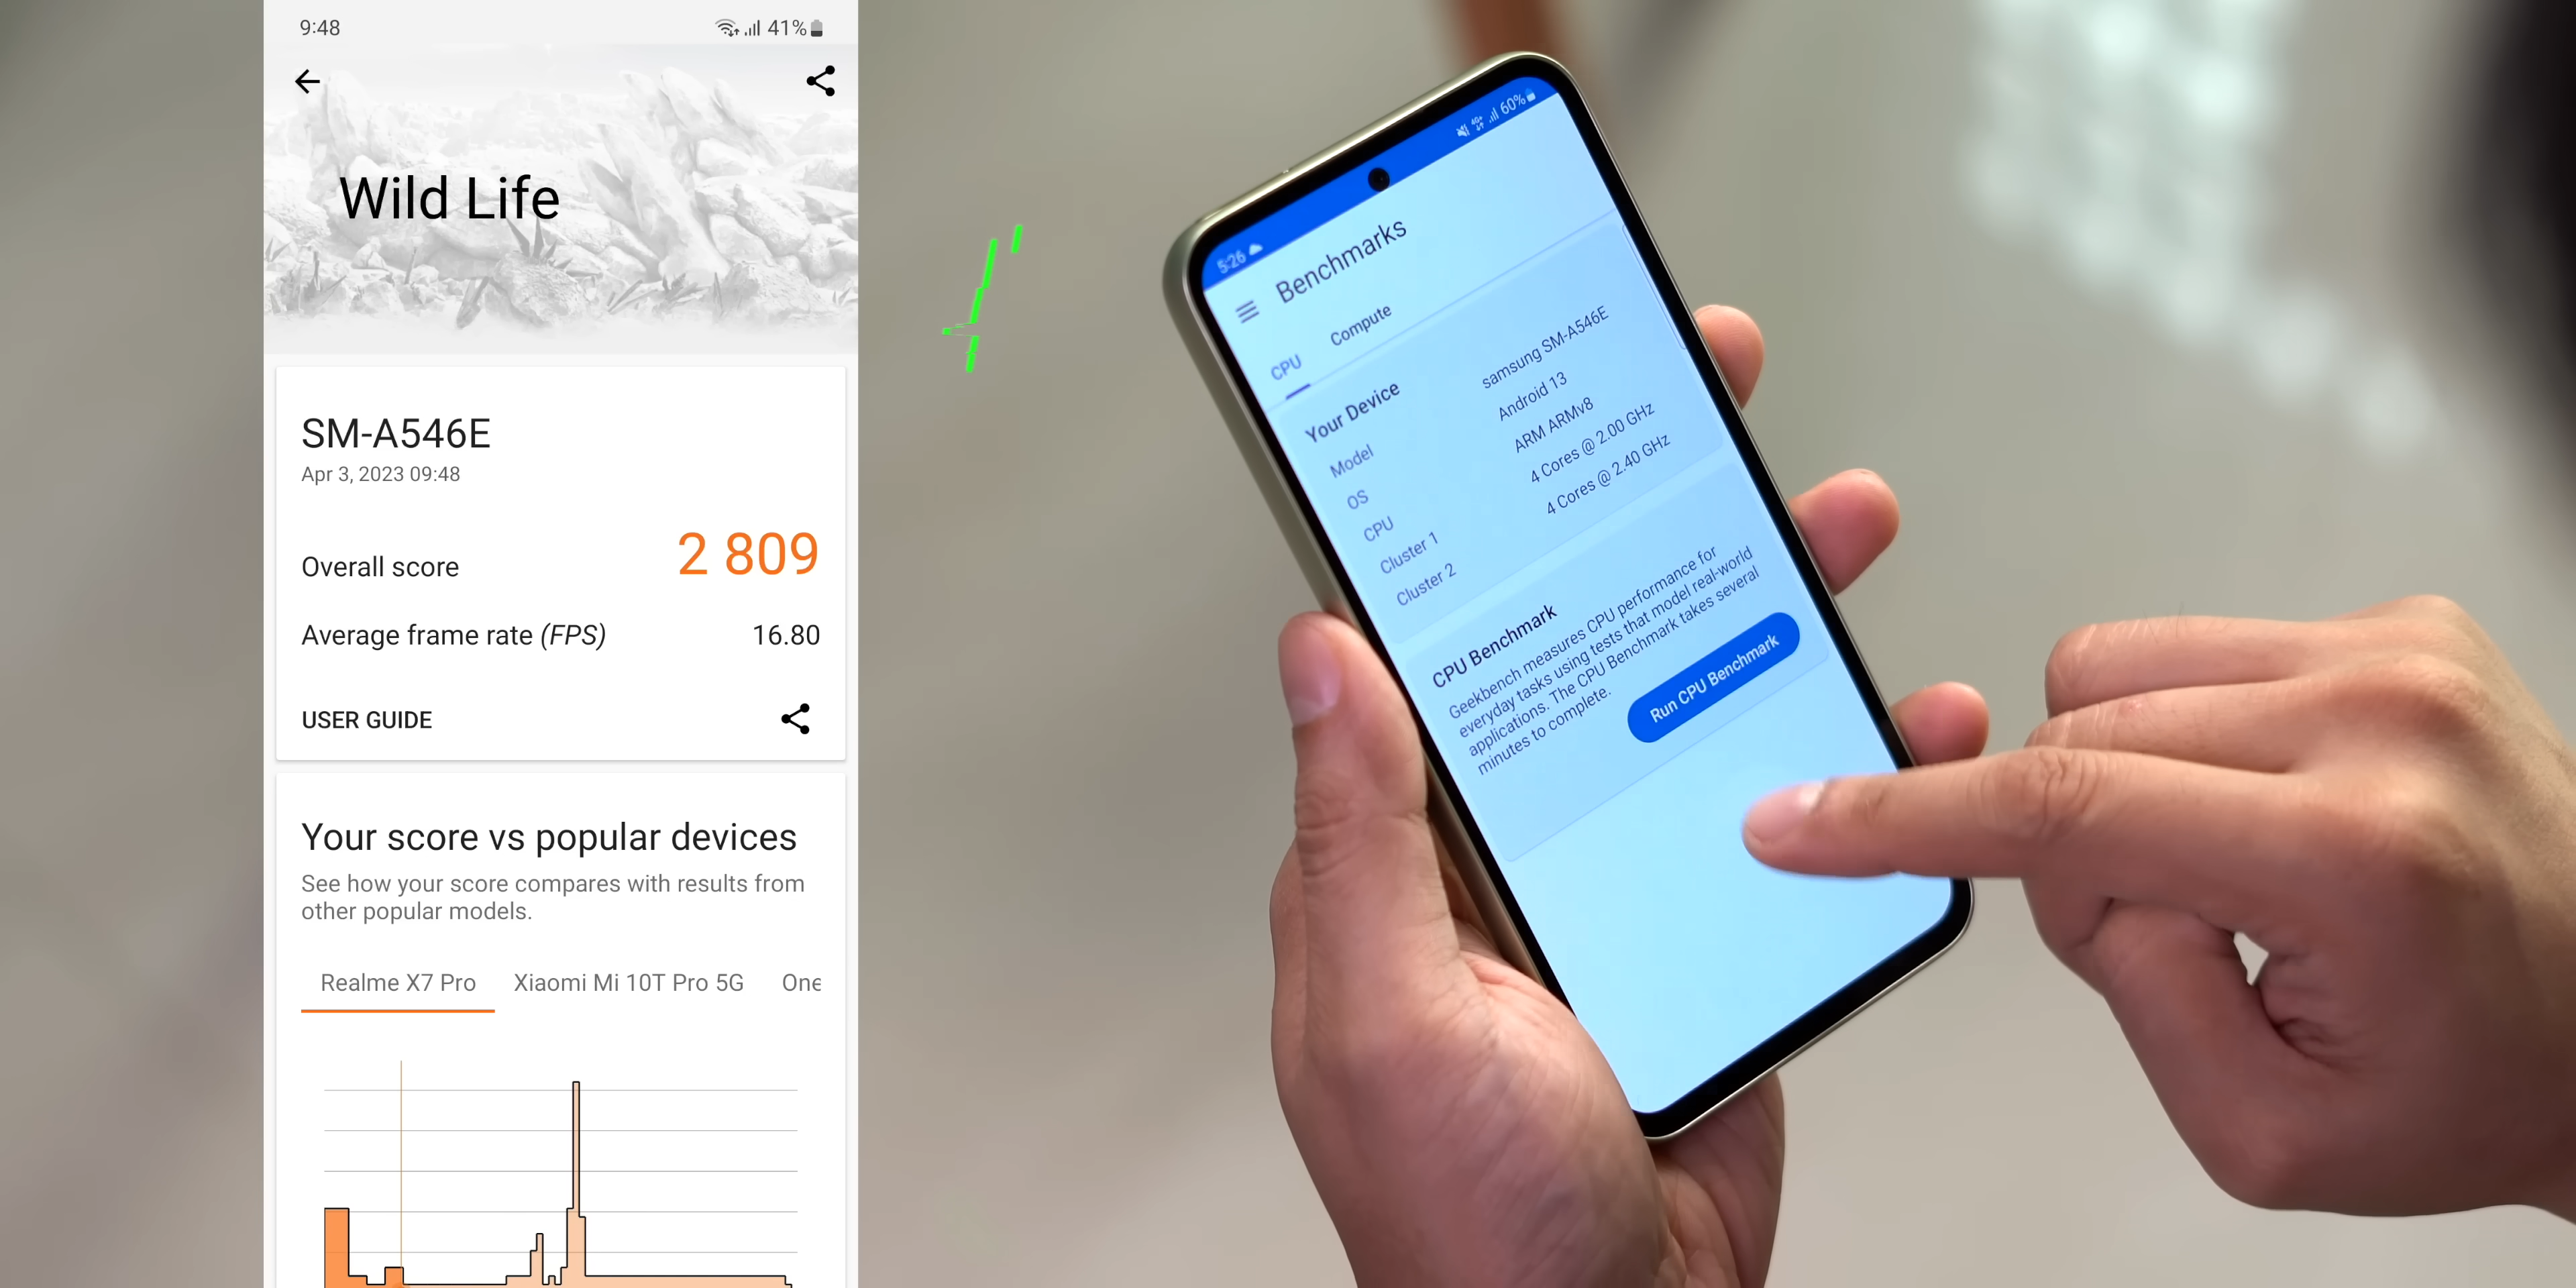 9:48
41%
Wild Life
SM-A546E
Apr 3, 2023 09:48
Overall score 2 809
Average frame rate (FPS) 16.80
USER GUIDE
Your score vs popular devices
See how your score compares with results from
other popular models.
Realme X7 Pro Xiaomi Mi 10T Pro 5G One
5:26 4G+ 60%
Benchmarks
CPU Compute
Your Device
Model samsung SM-A546E
OS Android 13
CPU ARM ARMv8
Cluster 1 4 Cores @ 2.00 GHz
Cluster 2 4 Cores @ 2.40 GHz
CPU Benchmark
Geekbench measures CPU performance for
everyday tasks using tests that model real-world
applications. The CPU Benchmark takes several
minutes to complete.
Run CPU Benchmark